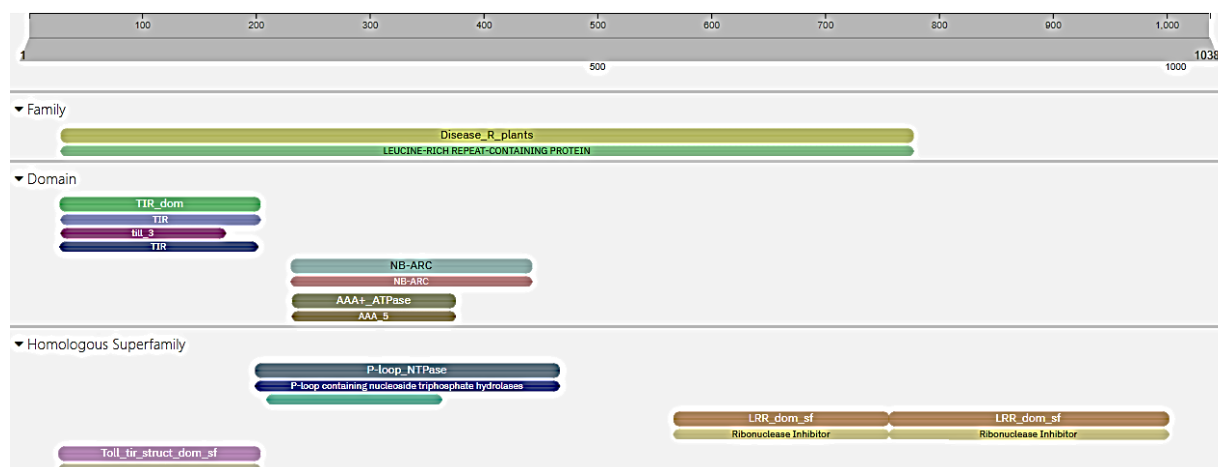 100 200 300 400 500 600 700 800 900 1,000
1 1038
500 1000
Family
Disease_R_plants
LEUCINE-RICH REPEAT-CONTAINING PROTEIN
Domain
TIR_dom
TIR
till_3
TIR
NB-ARC
NB-ARC
AAA+_ATPase
AAA_5
Homologous Superfamily
P-loop_NTPase
P-loop containing nucleoside triphosphate hydrolases
LRR_dom_sf LRR_dom_sf
Ribonuclease Inhibitor Ribonuclease Inhibitor
Toll_tir_struct_dom_sf